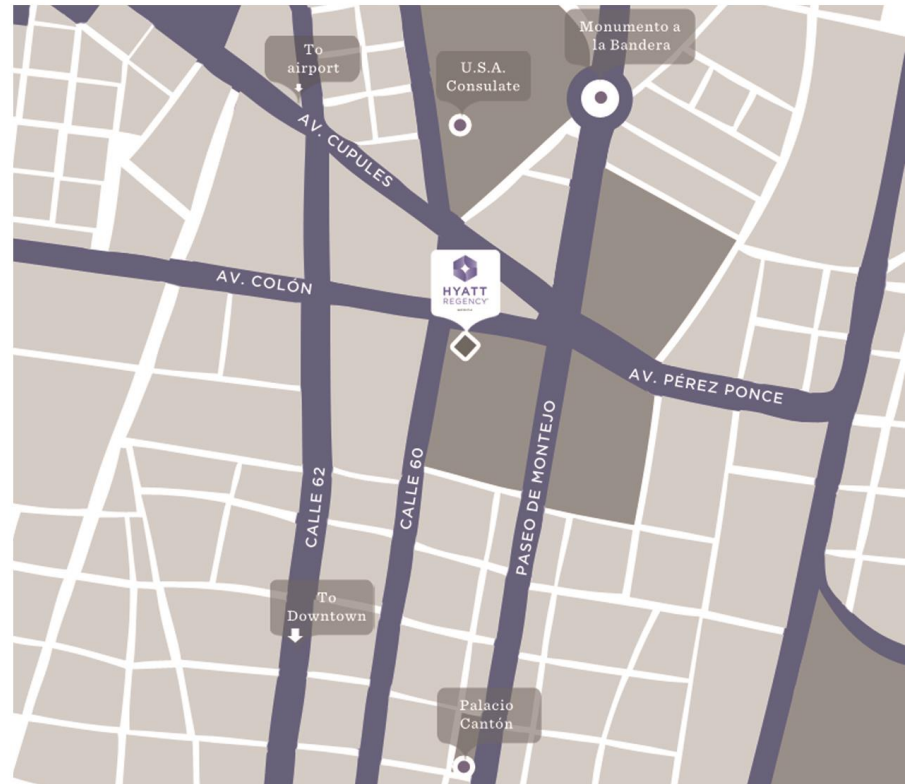 Monumento a
la Bandera
To
airport
U.S.A.
Consulate
AV. CUPULES
HYATT
REGENCY
AV. COLÓN
AV. PÉREZ PONCE
CALLE 62
CALLE 60
PASEO DE MONTEJO
To
Downtown
Palacio
Cantón